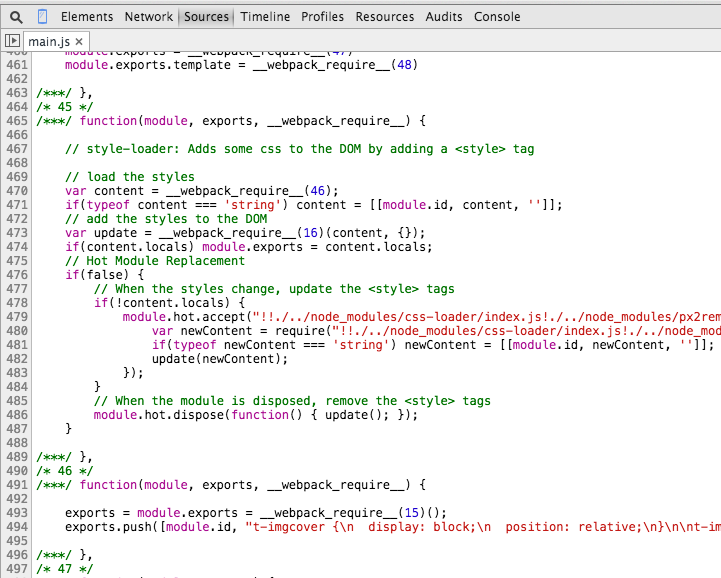 Elements Network Sources Timeline Profiles Resources Audits Console
main.js ×
460 module.exports = __webpack_require__(47)
461 module.exports.template = __webpack_require__(48)
462
463 /***/ },
464 /* 45 */
465 /***/ function(module, exports, __webpack_require__) {
466
467 // style-loader: Adds some css to the DOM by adding a <style> tag
468
469 // load the styles
470 var content = __webpack_require__(46);
471 if(typeof content === 'string') content = [[module.id, content, '']];
472 // add the styles to the DOM
473 var update = __webpack_require__(16)(content, {});
474 if(content.locals) module.exports = content.locals;
475 // Hot Module Replacement
476 if(false) {
477 // When the styles change, update the <style> tags
478 if(!content.locals) {
479 module.hot.accept("!!./../node_modules/css-loader/index.js!./../node_modules/px2rem
480 var newContent = require("!!./../node_modules/css-loader/index.js!./../node_mod
481 if(typeof newContent === 'string') newContent = [[module.id, newContent, '']];
482 update(newContent);
483 });
484 }
485 // When the module is disposed, remove the <style> tags
486 module.hot.dispose(function() { update(); });
487 }
488
489 /***/ },
490 /* 46 */
491 /***/ function(module, exports, __webpack_require__) {
492
493 exports = module.exports = __webpack_require__(15)();
494 exports.push([module.id, "t-imgcover {\n  display: block;\n  position: relative;\n}\n\nt-im
495
496 /***/ },
497 /* 47 */